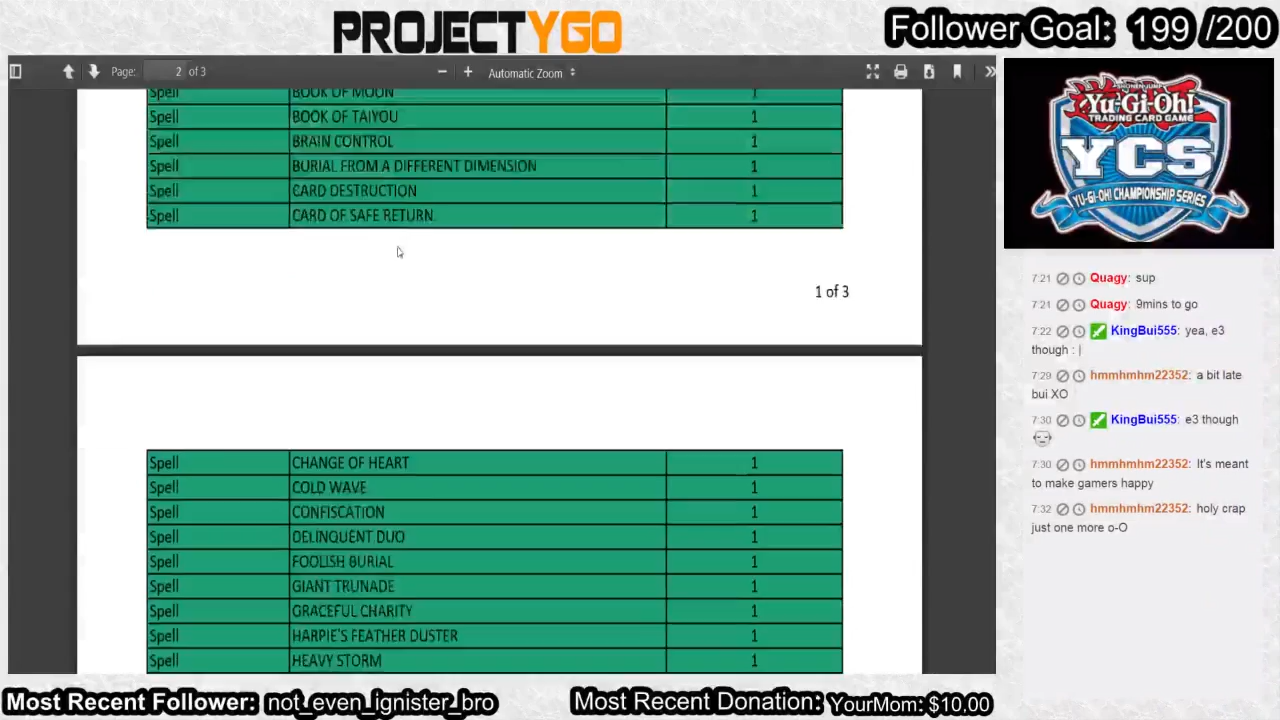 PROJECTYGO
Follower Goal: 199 /200
Page: 2 of 3
Automatic Zoom
Spell BOOK OF MOON 1
Spell BOOK OF TAIYOU 1
Spell BRAIN CONTROL 1
Spell BURIAL FROM A DIFFERENT DIMENSION 1
Spell CARD DESTRUCTION 1
Spell CARD OF SAFE RETURN 1
1 of 3
Spell CHANGE OF HEART 1
Spell COLD WAVE 1
Spell CONFISCATION 1
Spell DELINQUENT DUO 1
Spell FOOLISH BURIAL 1
Spell GIANT TRUNADE 1
Spell GRACEFUL CHARITY 1
Spell HARPIE'S FEATHER DUSTER 1
Spell HEAVY STORM 1
SHONEN JUMP
Yu-Gi-Oh!
TRADING CARD GAME
YCS
YU-GI-OH! CHAMPIONSHIP SERIES
7:21 Quagy: sup
7:21 Quagy: 9mins to go
7:22 KingBui555: yea, e3
though : |
7:29 hmmhmhm22352: a bit late
bui XO
7:30 KingBui555: e3 though
7:30 hmmhmhm22352: It's meant
to make gamers happy
7:32 hmmhmhm22352: holy crap
just one more o-O
Most Recent Follower: not_even_ignister_bro
Most Recent Donation: YourMom: $10.00